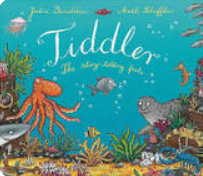 Julia Donaldson Axel Scheffler
Tiddler
The story-telling fish